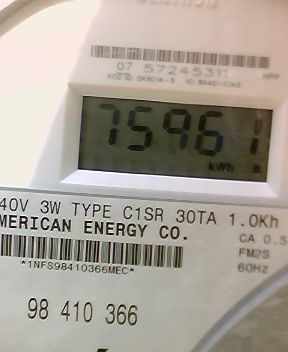 07 57245311
75961
kWh
40V 3W TYPE C1SR 30TA 1.0Kh
MERICAN ENERGY CO.
CA 0.5
FM2S
60Hz
*1NFS98410366MEC*
98 410 366